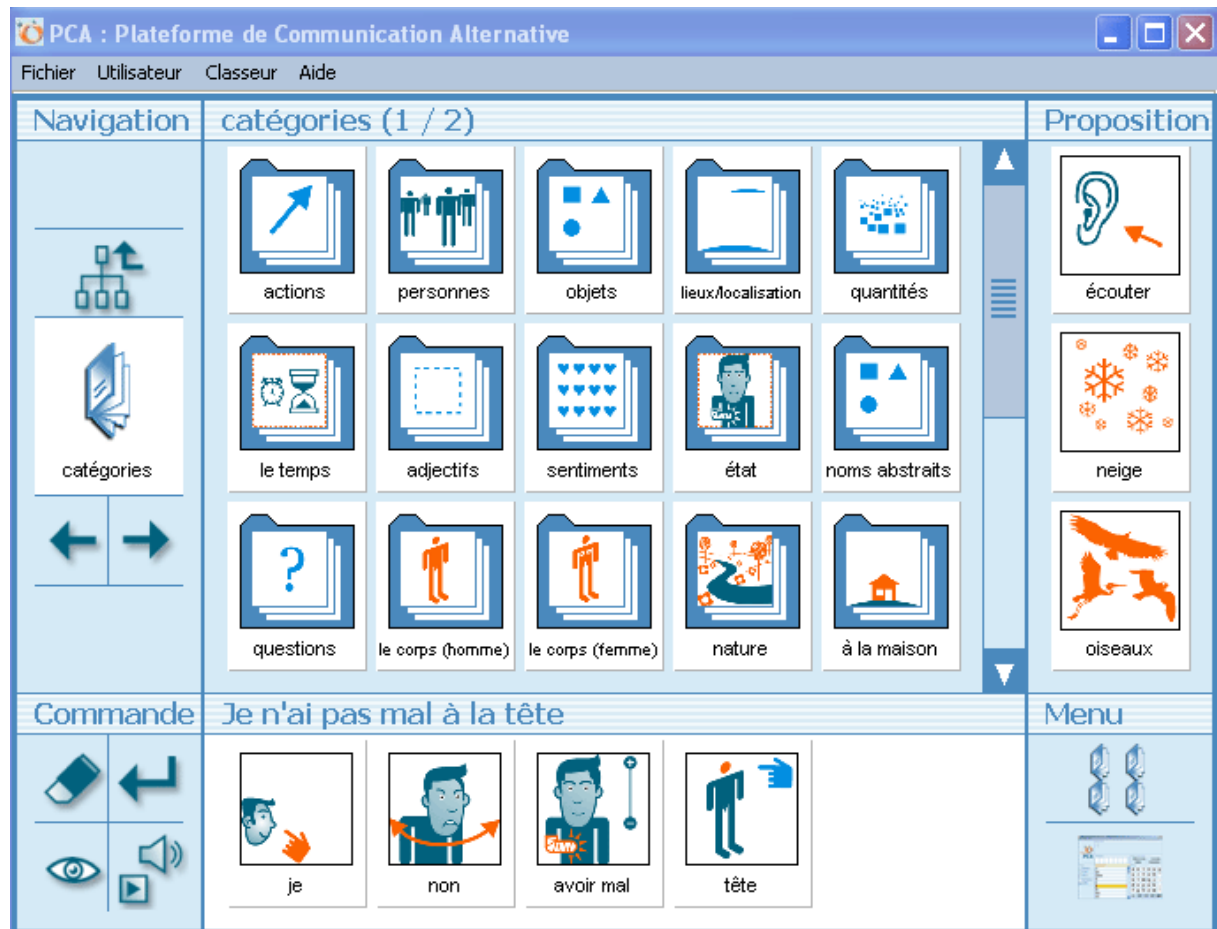 PCA : Plateforme de Communication Alternative
Fichier Utilisateur Classeur Aide
Navigation
catégories (1 / 2)
Proposition
actions
personnes
objets
lieux/localisation
quantités
écouter
catégories
le temps
adjectifs
sentiments
état
noms abstraits
neige
?
questions
le corps (homme)
le corps (femme)
nature
à la maison
oiseaux
Commande
Je n'ai pas mal à la tête
Menu
je
non
avoir mal
tête